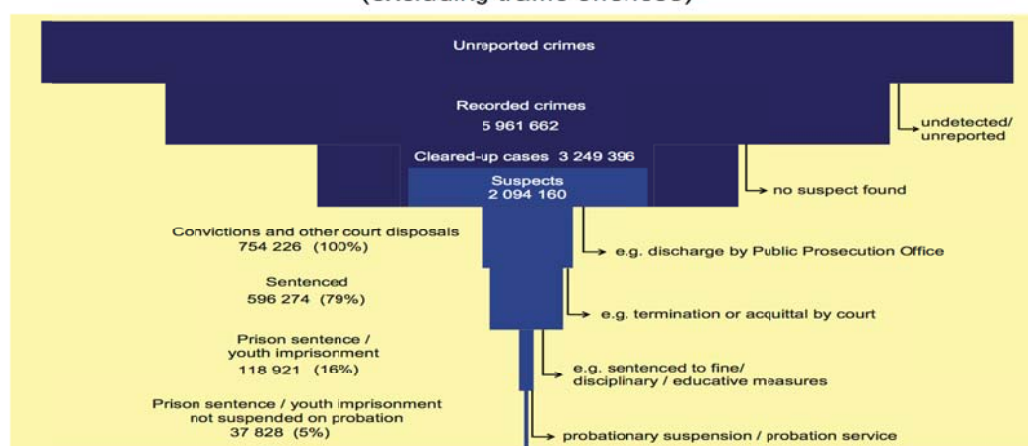 (excluding traffic offences)
Unreported crimes
Recorded crimes
5 961 662
undetected/
unreported
Cleared-up cases 3 249 396
Suspects
2 094 160
no suspect found
Convictions and other court disposals
754 226 (100%)
e.g. discharge by Public Prosecution Office
Sentenced
596 274 (79%)
e.g. termination or acquittal by court
Prison sentence /
youth imprisonment
118 921 (16%)
e.g. sentenced to fine/
disciplinary / educative measures
Prison sentence / youth imprisonment
not suspended on probation
37 828 (5%)
probationary suspension / probation service